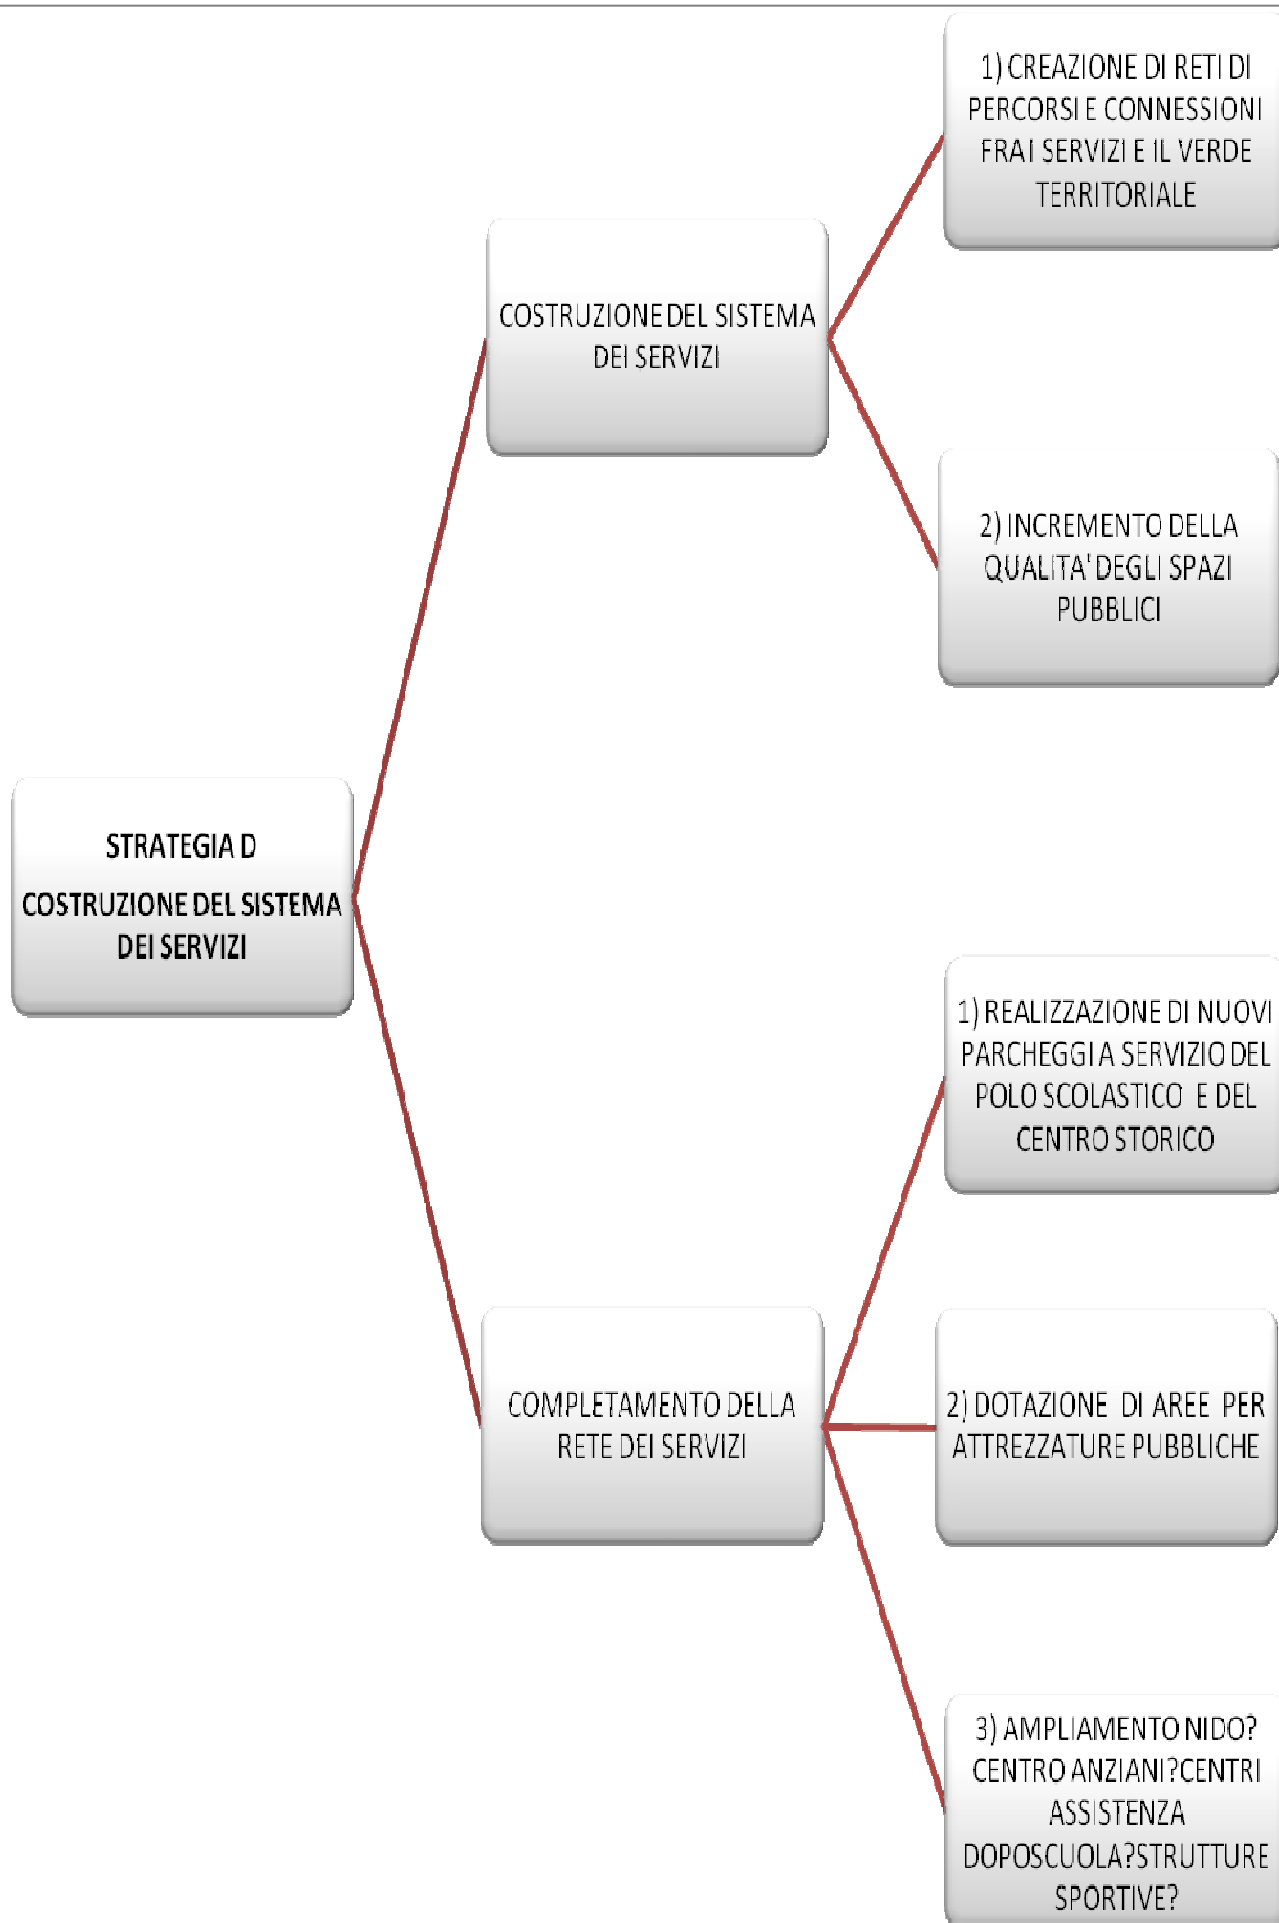 1) CREAZIONE DI RETI DI
PERCORSI E CONNESSIONI
FRA I SERVIZI E IL VERDE
TERRITORIALE
COSTRUZIONE DEL SISTEMA
DEI SERVIZI
2) INCREMENTO DELLA
QUALITA' DEGLI SPAZI
PUBBLICI
STRATEGIA D
COSTRUZIONE DEL SISTEMA
DEI SERVIZI
1) REALIZZAZIONE DI NUOVI
PARCHEGGI A SERVIZIO DEL
POLO SCOLASTICO E DEL
CENTRO STORICO
COMPLETAMENTO DELLA
RETE DEI SERVIZI
2) DOTAZIONE DI AREE PER
ATTREZZATURE PUBBLICHE
3) AMPLIAMENTO NIDO?
CENTRO ANZIANI?CENTRI
ASSISTENZA
DOPOSCUOLA?STRUTTURE
SPORTIVE?